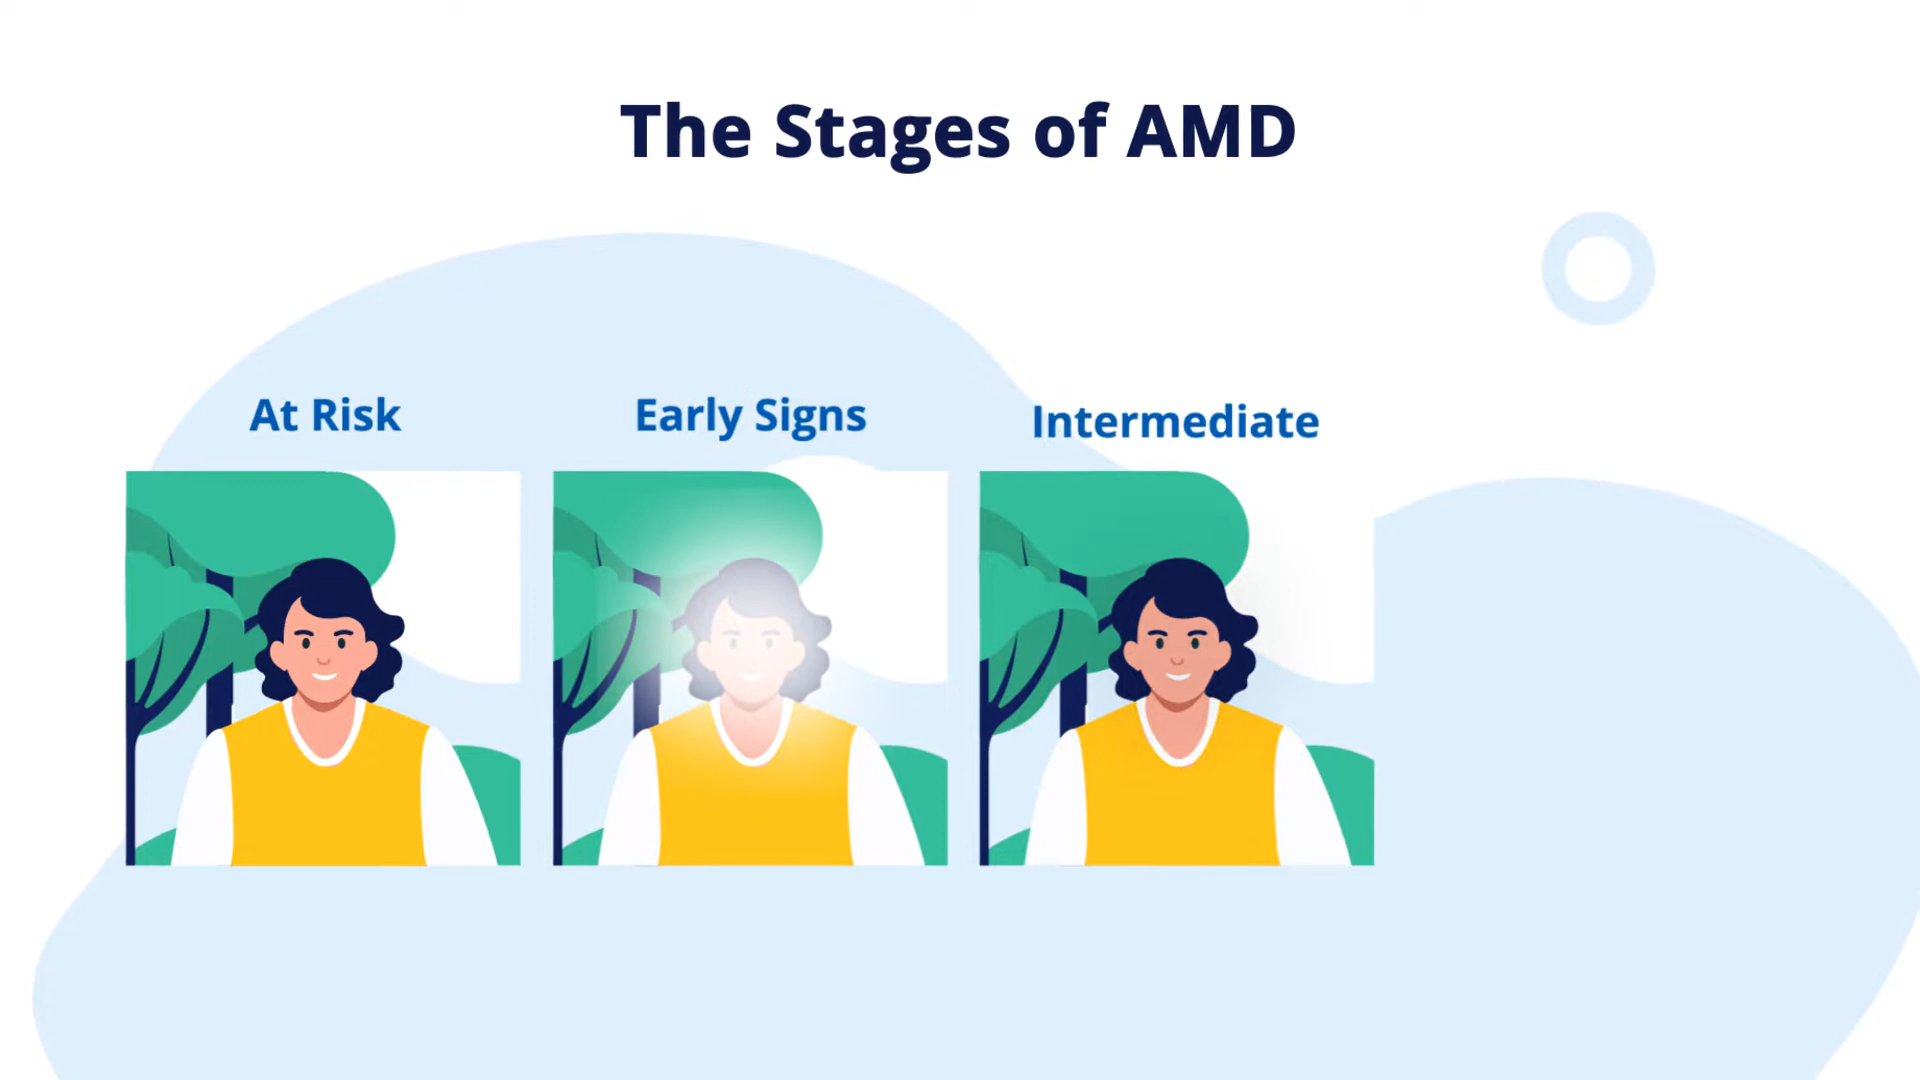 The Stages of AMD
At Risk
Early Signs
Intermediate